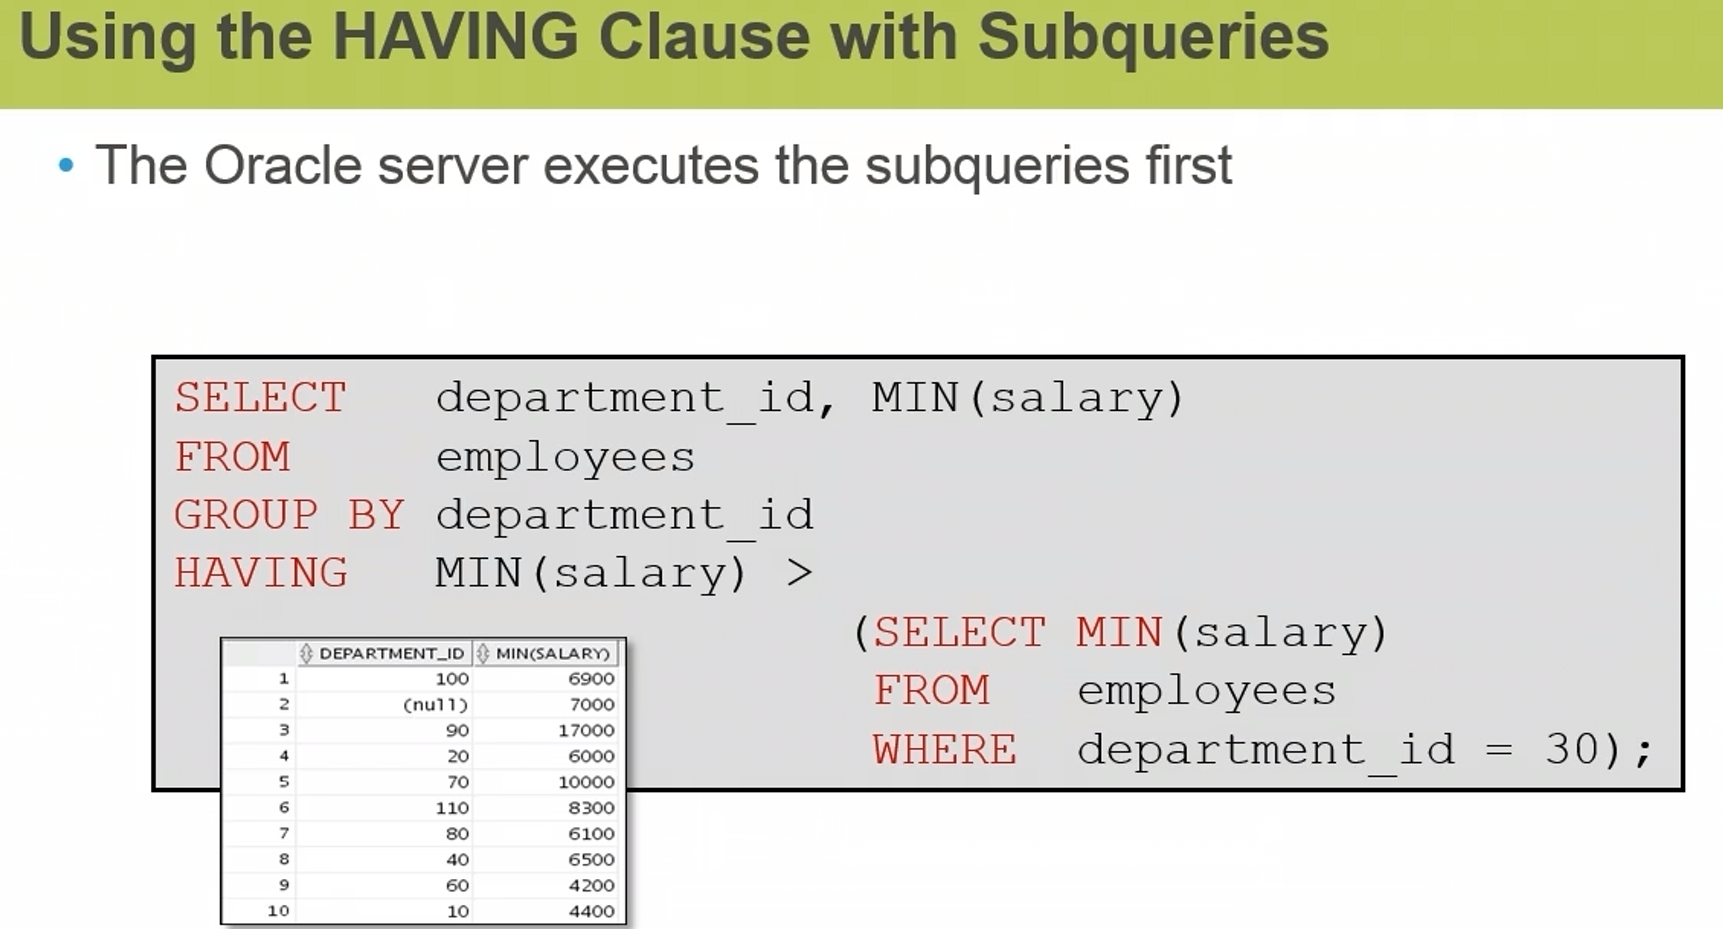 Using the HAVING Clause with Subqueries
• The Oracle server executes the subqueries first
SELECT department_id, MIN(salary)
FROM employees
GROUP BY department_id
HAVING MIN(salary) >
(SELECT MIN(salary)
FROM employees
WHERE department_id = 30);
DEPARTMENT_ID MIN(SALARY)
1 100 6900
2 (null) 7000
3 90 17000
4 20 6000
5 70 10000
6 110 8300
7 80 6100
8 40 6500
9 60 4200
10 10 4400